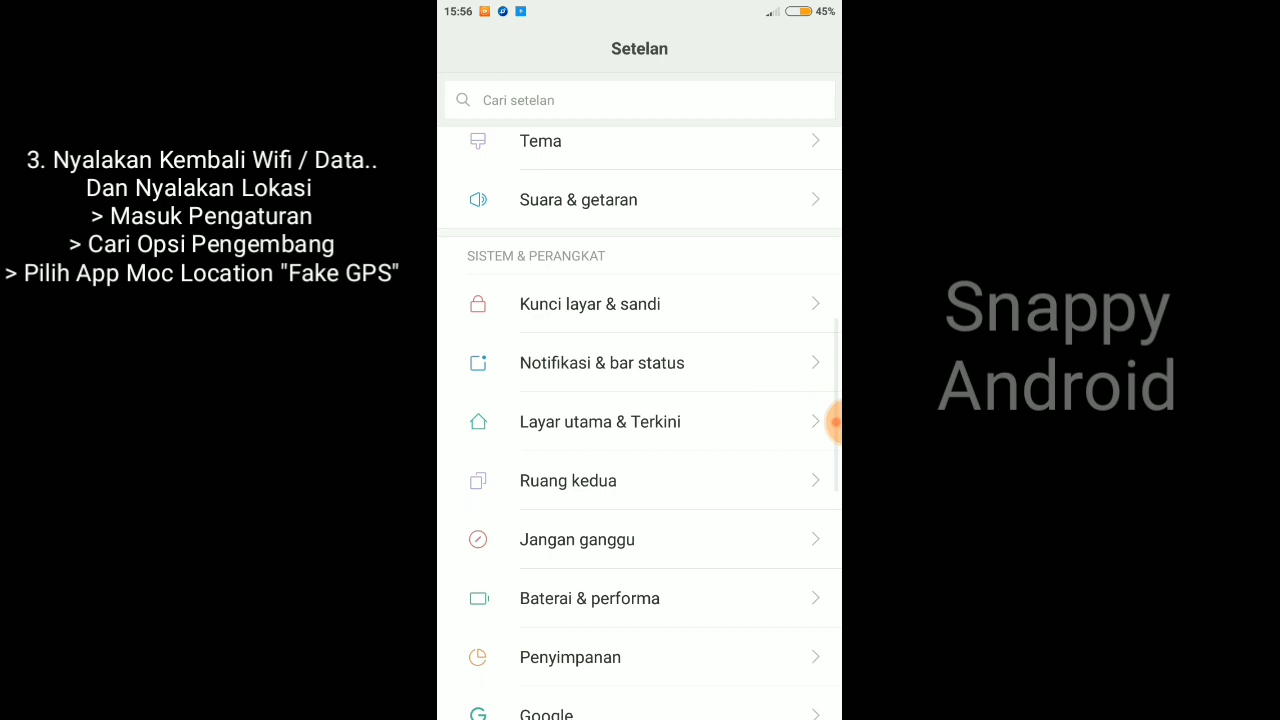 3. Nyalakan Kembali Wifi / Data..
Dan Nyalakan Lokasi
> Masuk Pengaturan
> Cari Opsi Pengembang
> Pilih App Moc Location "Fake GPS"
15:56
45%
Setelan
Cari setelan
Tema
Suara & getaran
SISTEM & PERANGKAT
Kunci layar & sandi
Notifikasi & bar status
Layar utama & Terkini
Ruang kedua
Jangan ganggu
Baterai & performa
Penyimpanan
Google
Snappy
Android